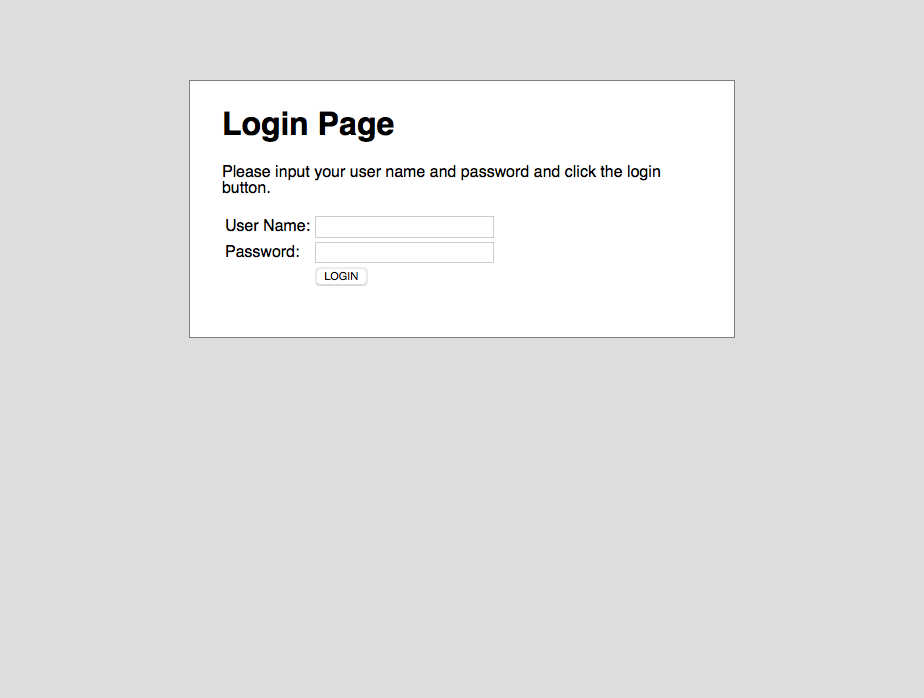 Login Page
Please input your user name and password and click the login
button.
User Name:
Password:
LOGIN